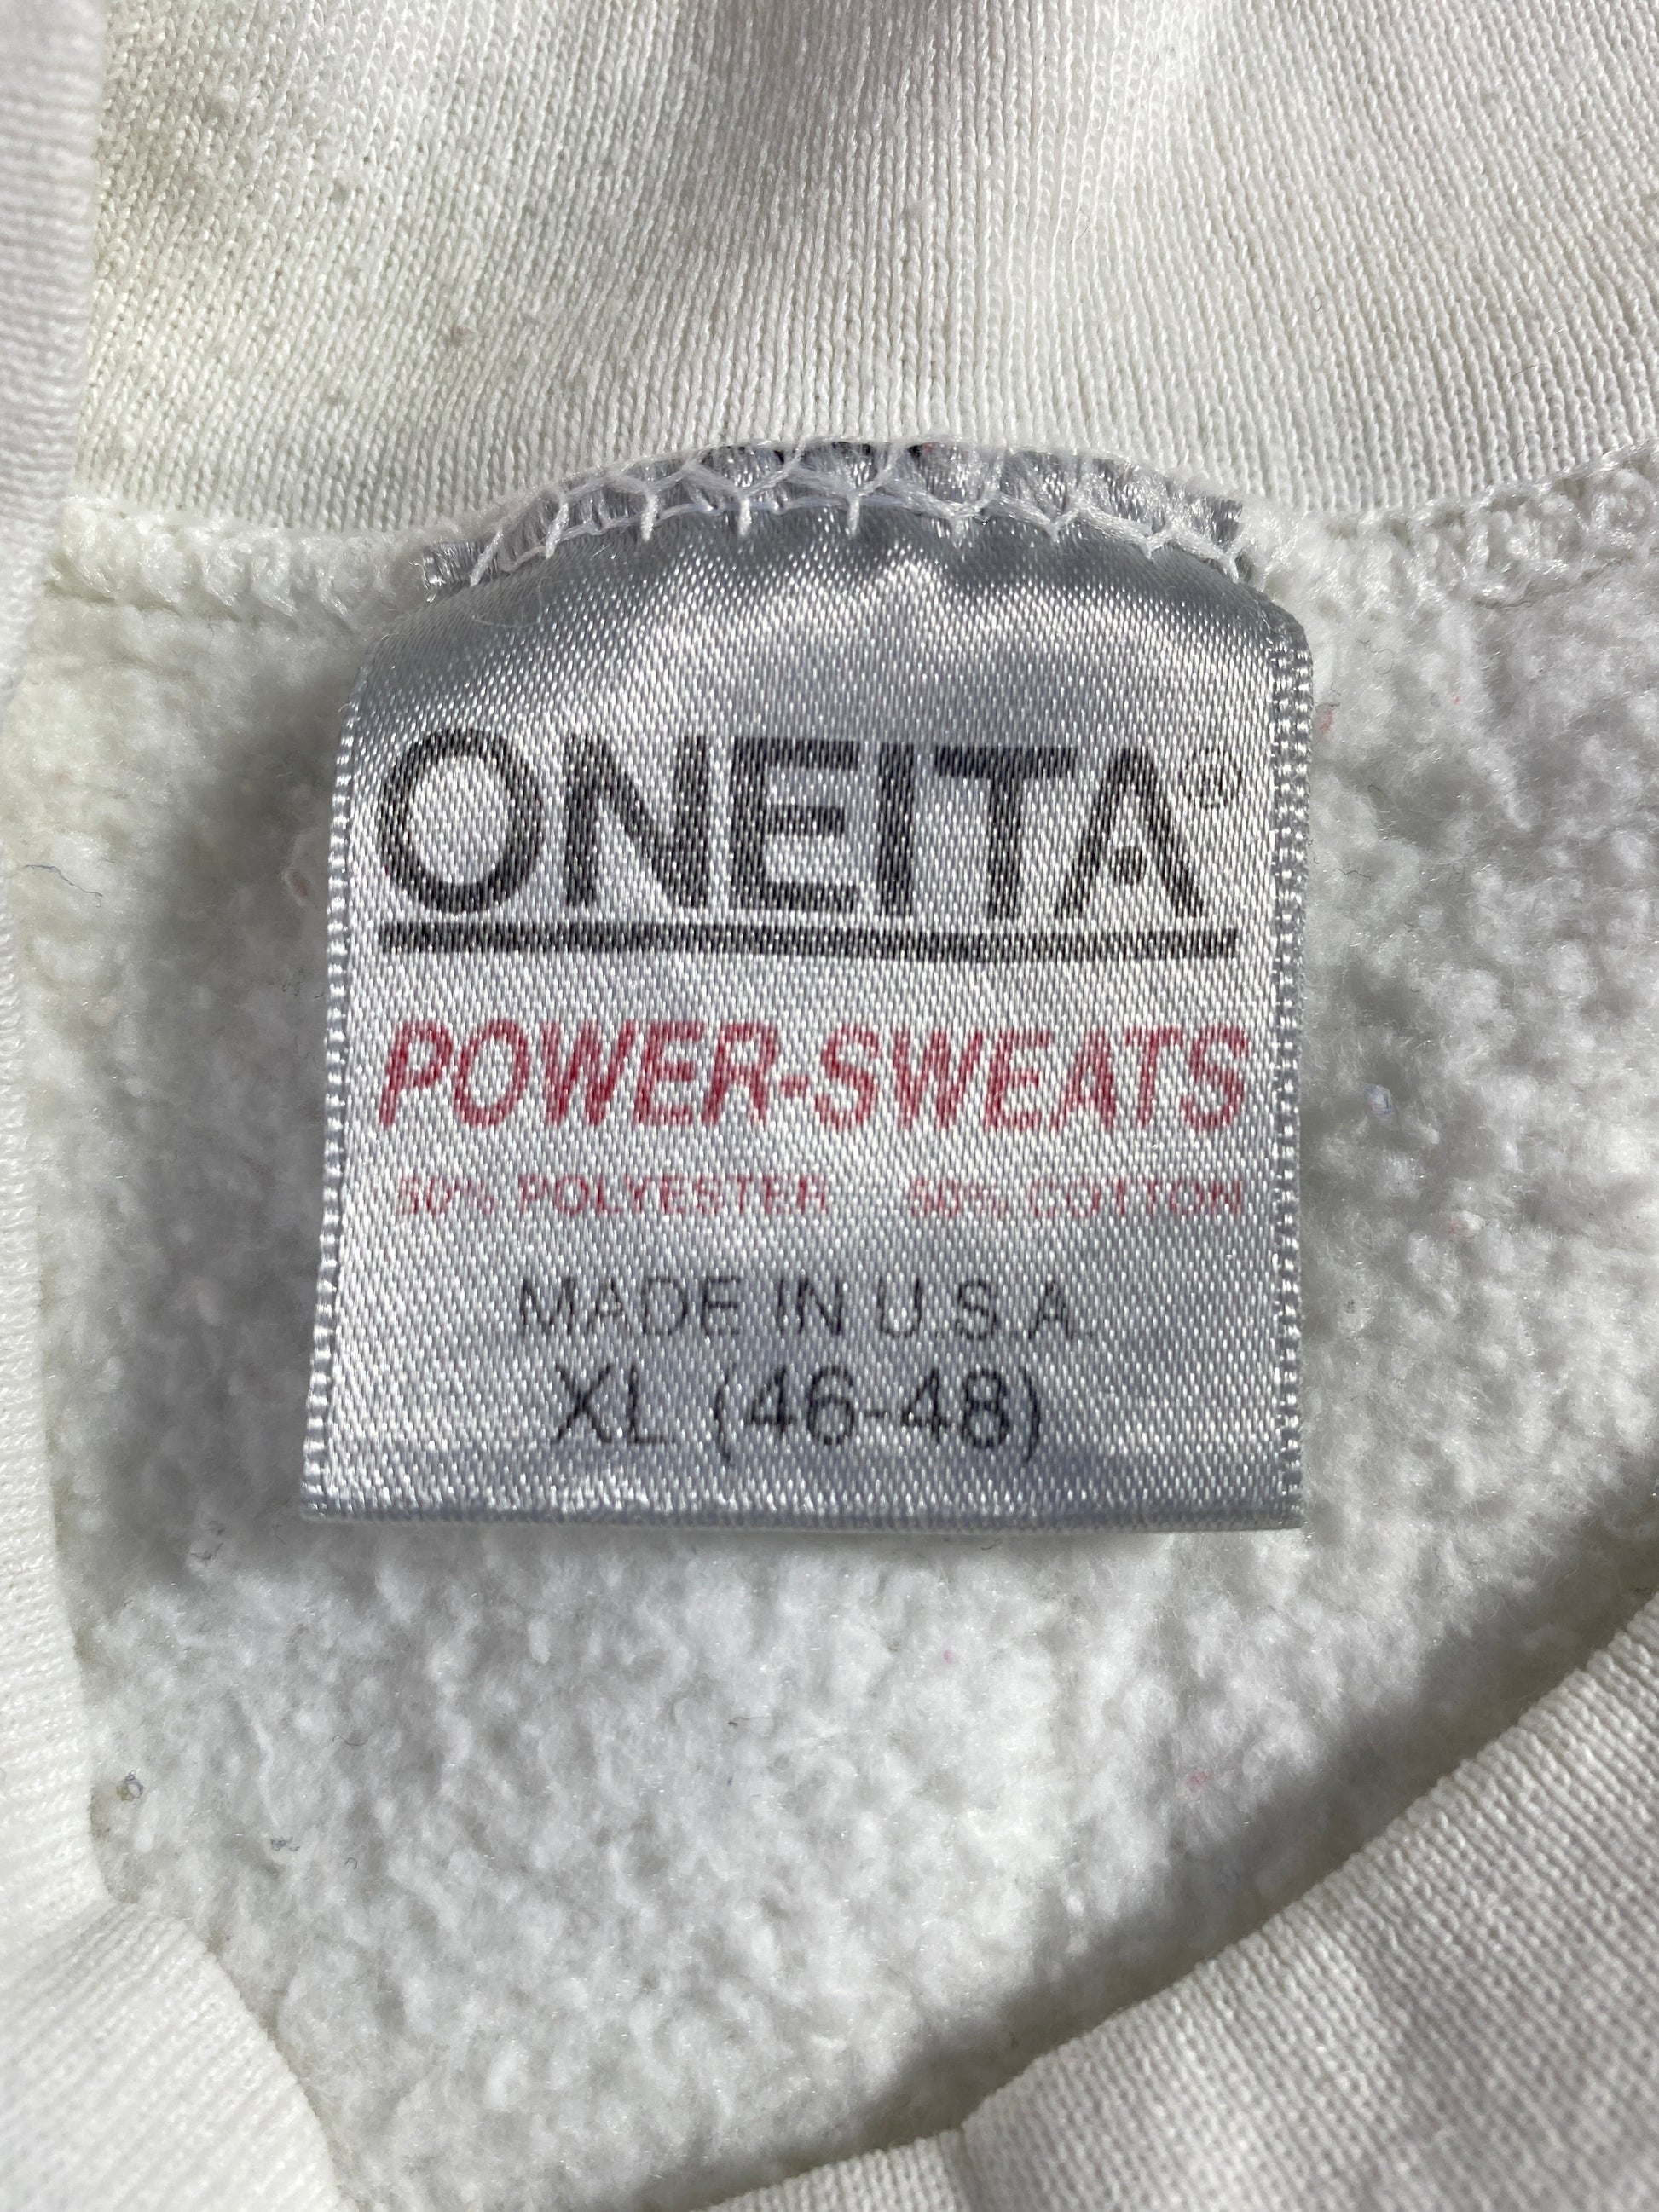 ONEITA®
POWER-SWEATS
50% POLYESTER 50% COTTON
MADE IN U.S.A.
XL (46-48)